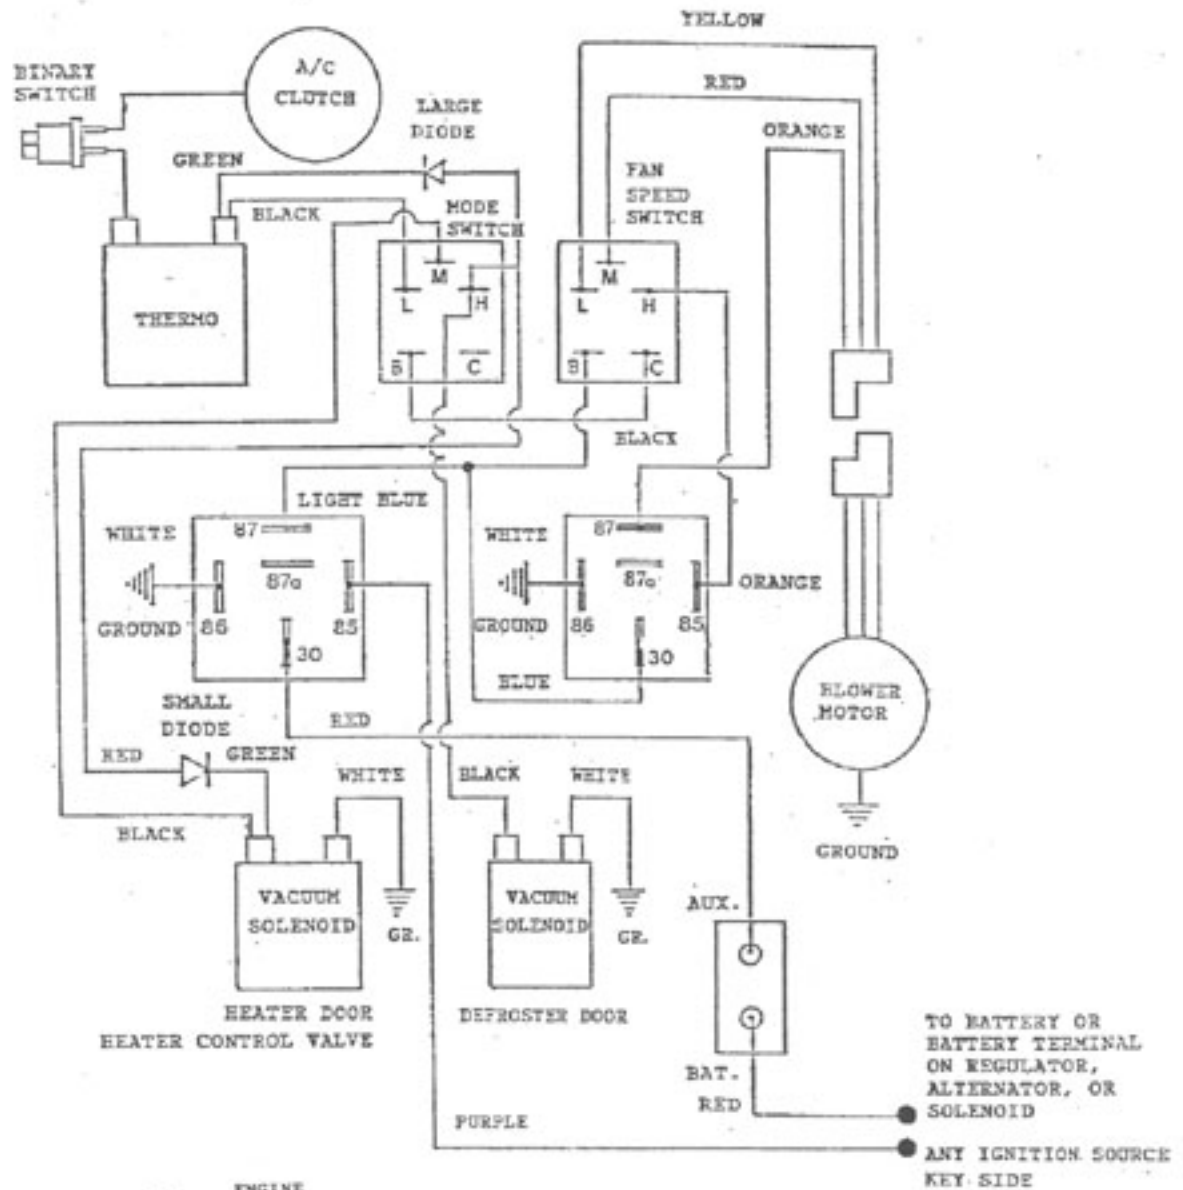 YELLOW
BINARY
SWITCH
A/C
CLUTCH
RED
LARGE
DIODE
ORANGE
GREEN
FAN
SPEED
SWITCH
BLACK
MODE
SWITCH
M
L
H
B
C
M
L
H
B
C
THERMO
BLACK
LIGHT BLUE
WHITE
87
87a
86
85
30
GROUND
WHITE
87
87a
86
85
30
GROUND
ORANGE
BLUE
BLOWER
MOTOR
GROUND
SMALL
DIODE
RED
RED
GREEN
WHITE
BLACK
WHITE
BLACK
VACUUM
SOLENOID
GR.
VACUUM
SOLENOID
GR.
AUX.
HEATER DOOR
HEATER CONTROL VALVE
DEFROSTER DOOR
BAT.
RED
TO BATTERY OR
BATTERY TERMINAL
ON REGULATOR,
ALTERNATOR, OR
SOLENOID
PURPLE
ANY IGNITION SOURCE
KEY SIDE
ENGINE